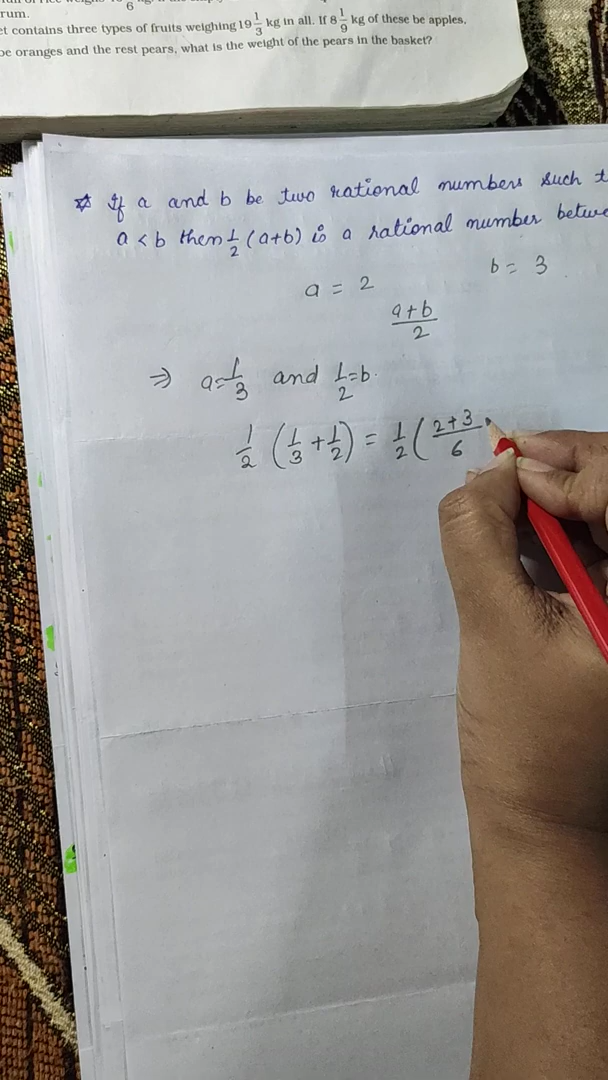 6
rum.
contains three types of fruits weighing 19 1/3 kg in all. If 8 1/9 kg of these be apples,
be oranges and the rest pears, what is the weight of the pears in the basket?
☆ If a and b be two rational numbers such
a < b then 1/2 (a+b) is a rational number
a = 2 b = 3
a+b/2
⇒ a=1/3 and 1/2=b.
1/2 (1/3 + 1/2) = 1/2 (2+3/6